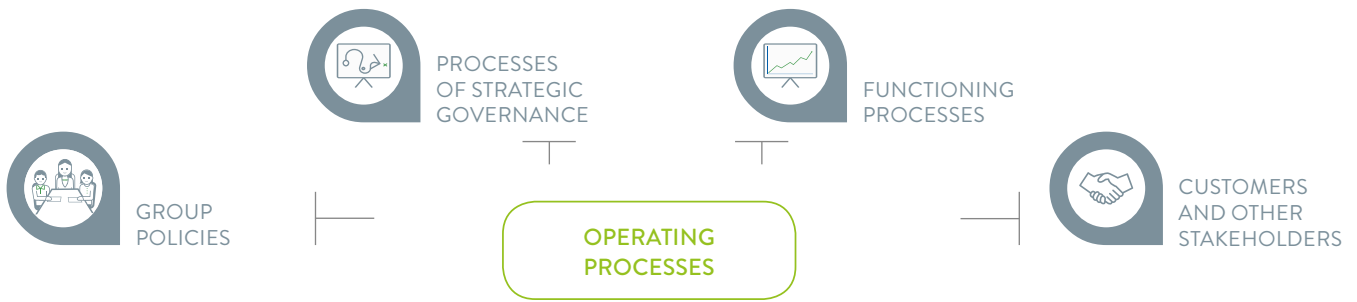 PROCESSES
OF STRATEGIC
GOVERNANCE
FUNCTIONING
PROCESSES
GROUP
POLICIES
CUSTOMERS
AND OTHER
STAKEHOLDERS
OPERATING
PROCESSES